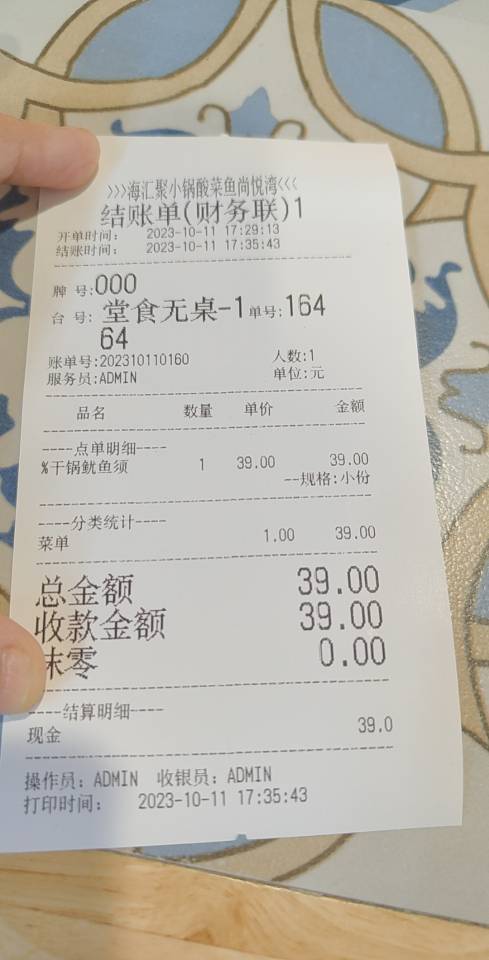 >>>海汇聚小锅酸菜鱼尚悦湾<<<
结账单(财务联)1
开单时间: 2023-10-11 17:29:13
结账时间: 2023-10-11 17:35:43
牌 号:000
台 号: 堂食无桌-1 单号:164
64
账单号:202310110160 人数:1
服务员:ADMIN 单位:元
品名 数量 单价 金额
----点单明细----
%干锅鱿鱼须 1 39.00 39.00
--规格:小份
----分类统计----
菜单 1.00 39.00
总金额 39.00
收款金额 39.00
抹零 0.00
----结算明细----
现金 39.0
操作员: ADMIN 收银员: ADMIN
打印时间: 2023-10-11 17:35:43